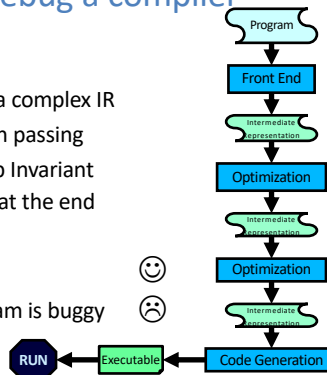 ebug a compiler
a complex IR
n passing
Invariant
at the end
am is buggy
Program
Front End
Intermediate
Representation
Optimization
Intermediate
Representation
Optimization
Intermediate
Representation
Code Generation
Executable
RUN